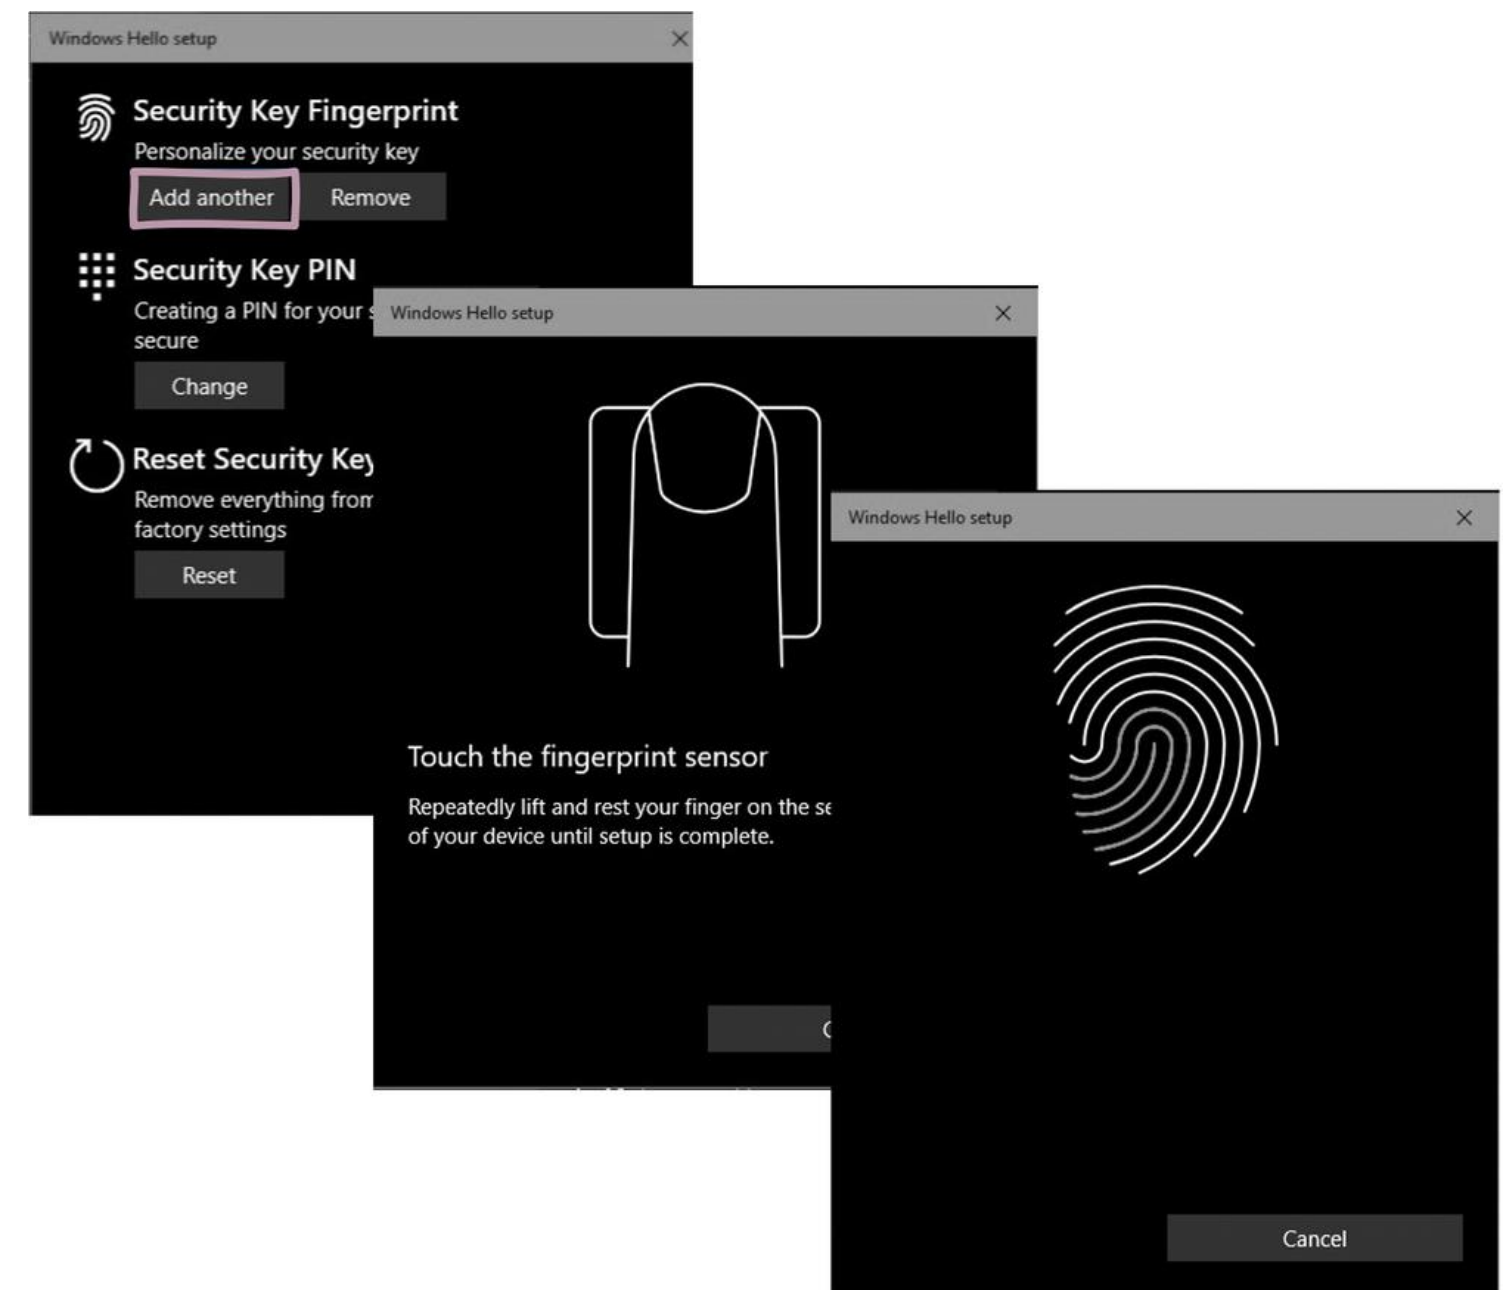 Windows Hello setup
Security Key Fingerprint
Personalize your security key
Add another Remove
Security Key PIN
Creating a PIN for your
secure
Change
Reset Security Key
Remove everything from
factory settings
Reset
Windows Hello setup
Touch the fingerprint sensor
Repeatedly lift and rest your finger on the
of your device until setup is complete.
Windows Hello setup
Cancel